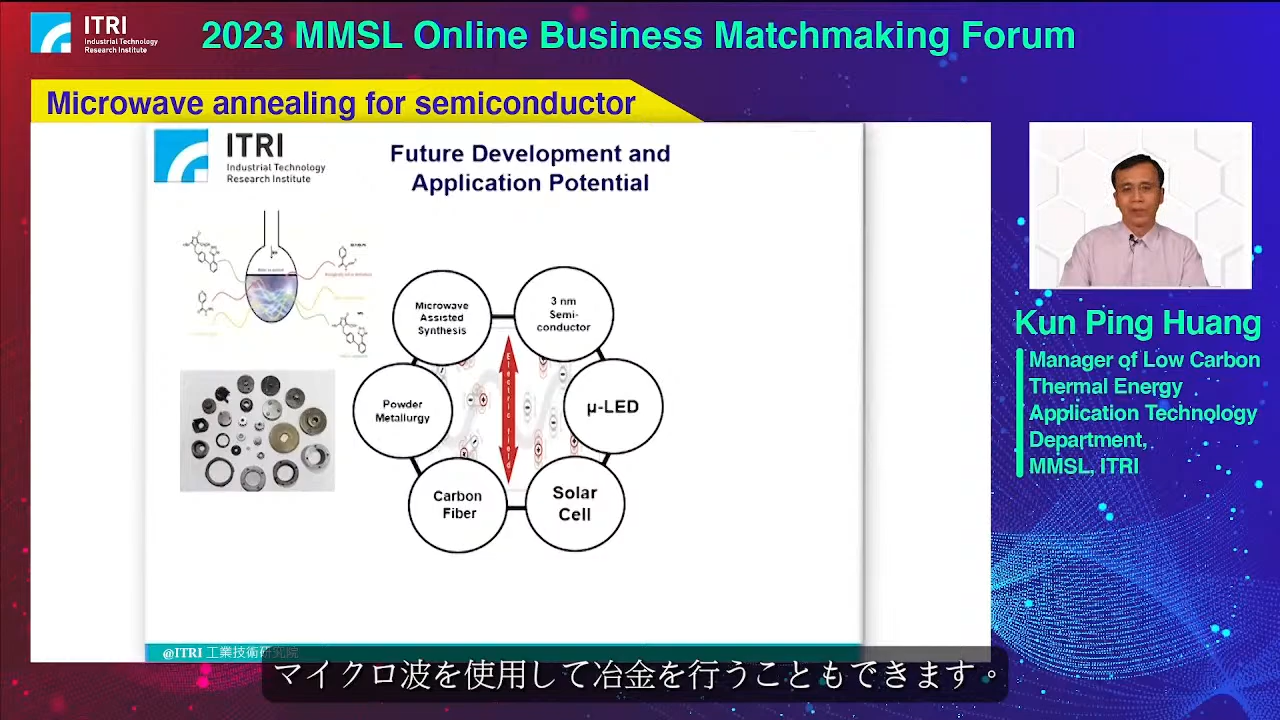 ITRI
Industrial Technology
Research Institute
2023 MMSL Online Business Matchmaking Forum
Microwave annealing for semiconductor
ITRI
Industrial Technology
Research Institute
Future Development and
Application Potential
Microwave
Assisted
Synthesis
3 nm
Semi-
conductor
Powder
Metallurgy
Electric field
μ-LED
Carbon
Fiber
Solar
Cell
Kun Ping Huang
Manager of Low Carbon
Thermal Energy
Application Technology
Department,
MMSL, ITRI
@ITRI 工業技術研究院
マイクロ波を使用して冶金を行うこともできます。